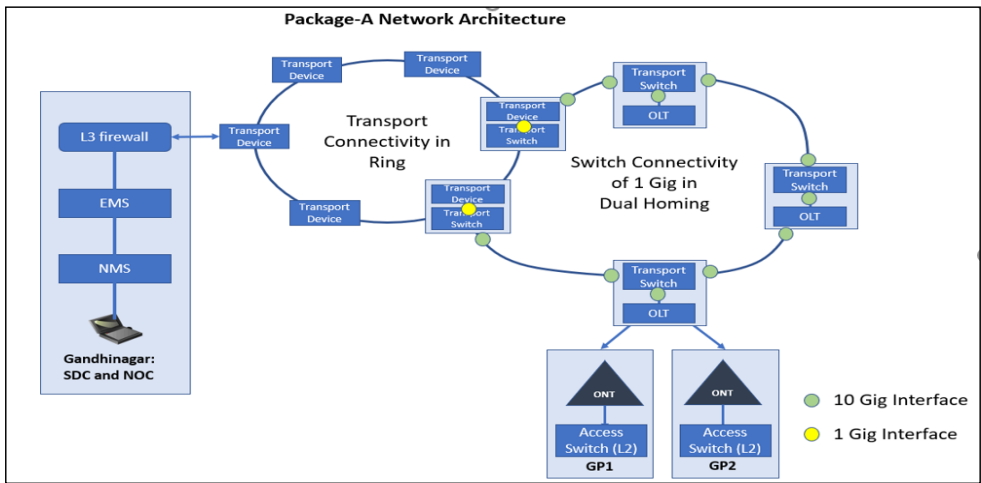 Package-A Network Architecture
Transport
Device
Transport
Device
Transport
Device
Transport
Device
Transport
Device
Transport
Switch
Transport
Device
Transport
Switch
Transport
Connectivity in
Ring
Switch Connectivity
of 1 Gig in
Dual Homing
Transport
Switch
OLT
Transport
Switch
OLT
Transport
Switch
OLT
L3 firewall
EMS
NMS
Gandhinagar:
SDC and NOC
ONT
Access
Switch (L2)
GP1
ONT
Access
Switch (L2)
GP2
10 Gig Interface
1 Gig Interface